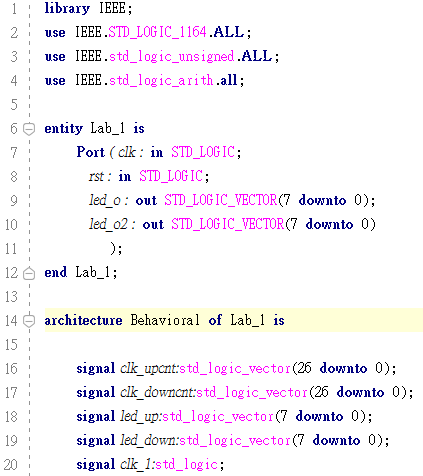 1 library IEEE;
2 use IEEE.STD_LOGIC_1164.ALL;
3 use IEEE.std_logic_unsigned.ALL;
4 use IEEE.std_logic_arith.all;
5
6 entity Lab_1 is
7 Port ( clk : in STD_LOGIC;
8 rst : in STD_LOGIC;
9 led_o : out STD_LOGIC_VECTOR(7 downto 0);
10 led_o2 : out STD_LOGIC_VECTOR(7 downto 0)
11 );
12 end Lab_1;
13
14 architecture Behavioral of Lab_1 is
15
16 signal clk_upcnt:std_logic_vector(26 downto 0);
17 signal clk_downcnt:std_logic_vector(26 downto 0);
18 signal led_up:std_logic_vector(7 downto 0);
19 signal led_down:std_logic_vector(7 downto 0);
20 signal clk_1:std_logic;